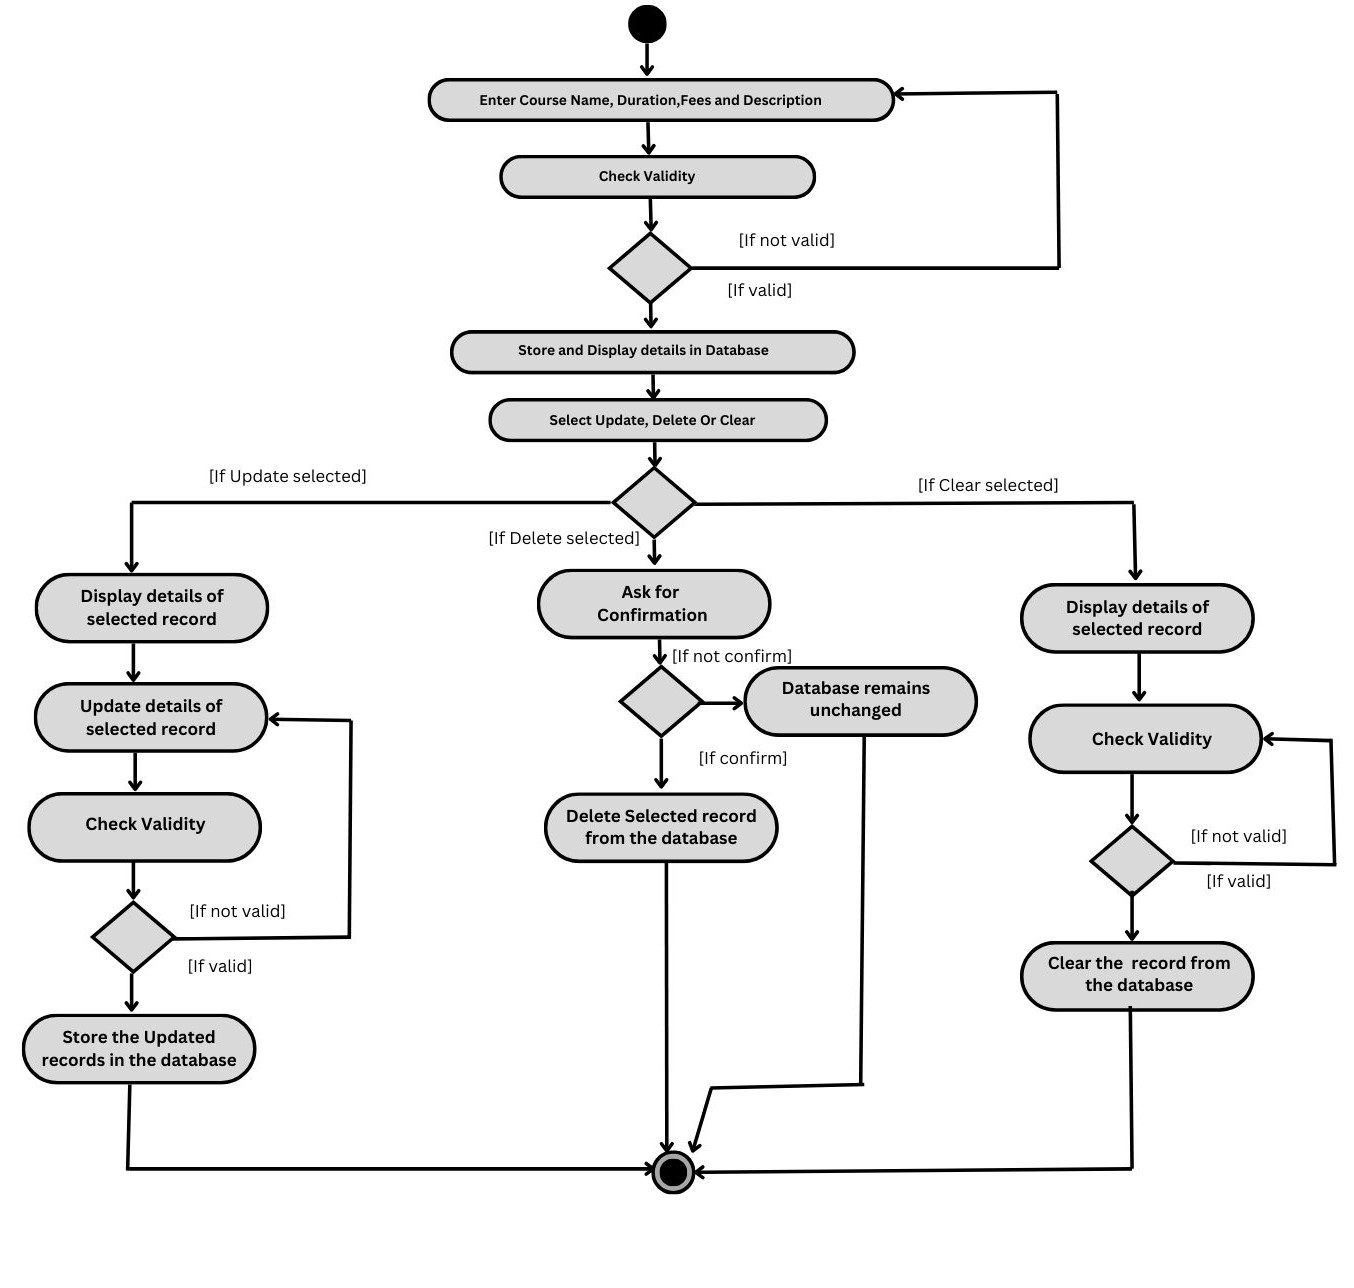 Enter Course Name, Duration,Fees and Description
Check Validity
[If not valid]
[If valid]
Store and Display details in Database
Select Update, Delete Or Clear
[If Update selected]
[If Clear selected]
[If Delete selected]
Display details of
selected record
Update details of
selected record
Check Validity
[If not valid]
[If valid]
Store the Updated
records in the database
Ask for
Confirmation
[If not confirm]
Database remains
unchanged
[If confirm]
Delete Selected record
from the database
Display details of
selected record
Check Validity
[If not valid]
[If valid]
Clear the  record from
the database